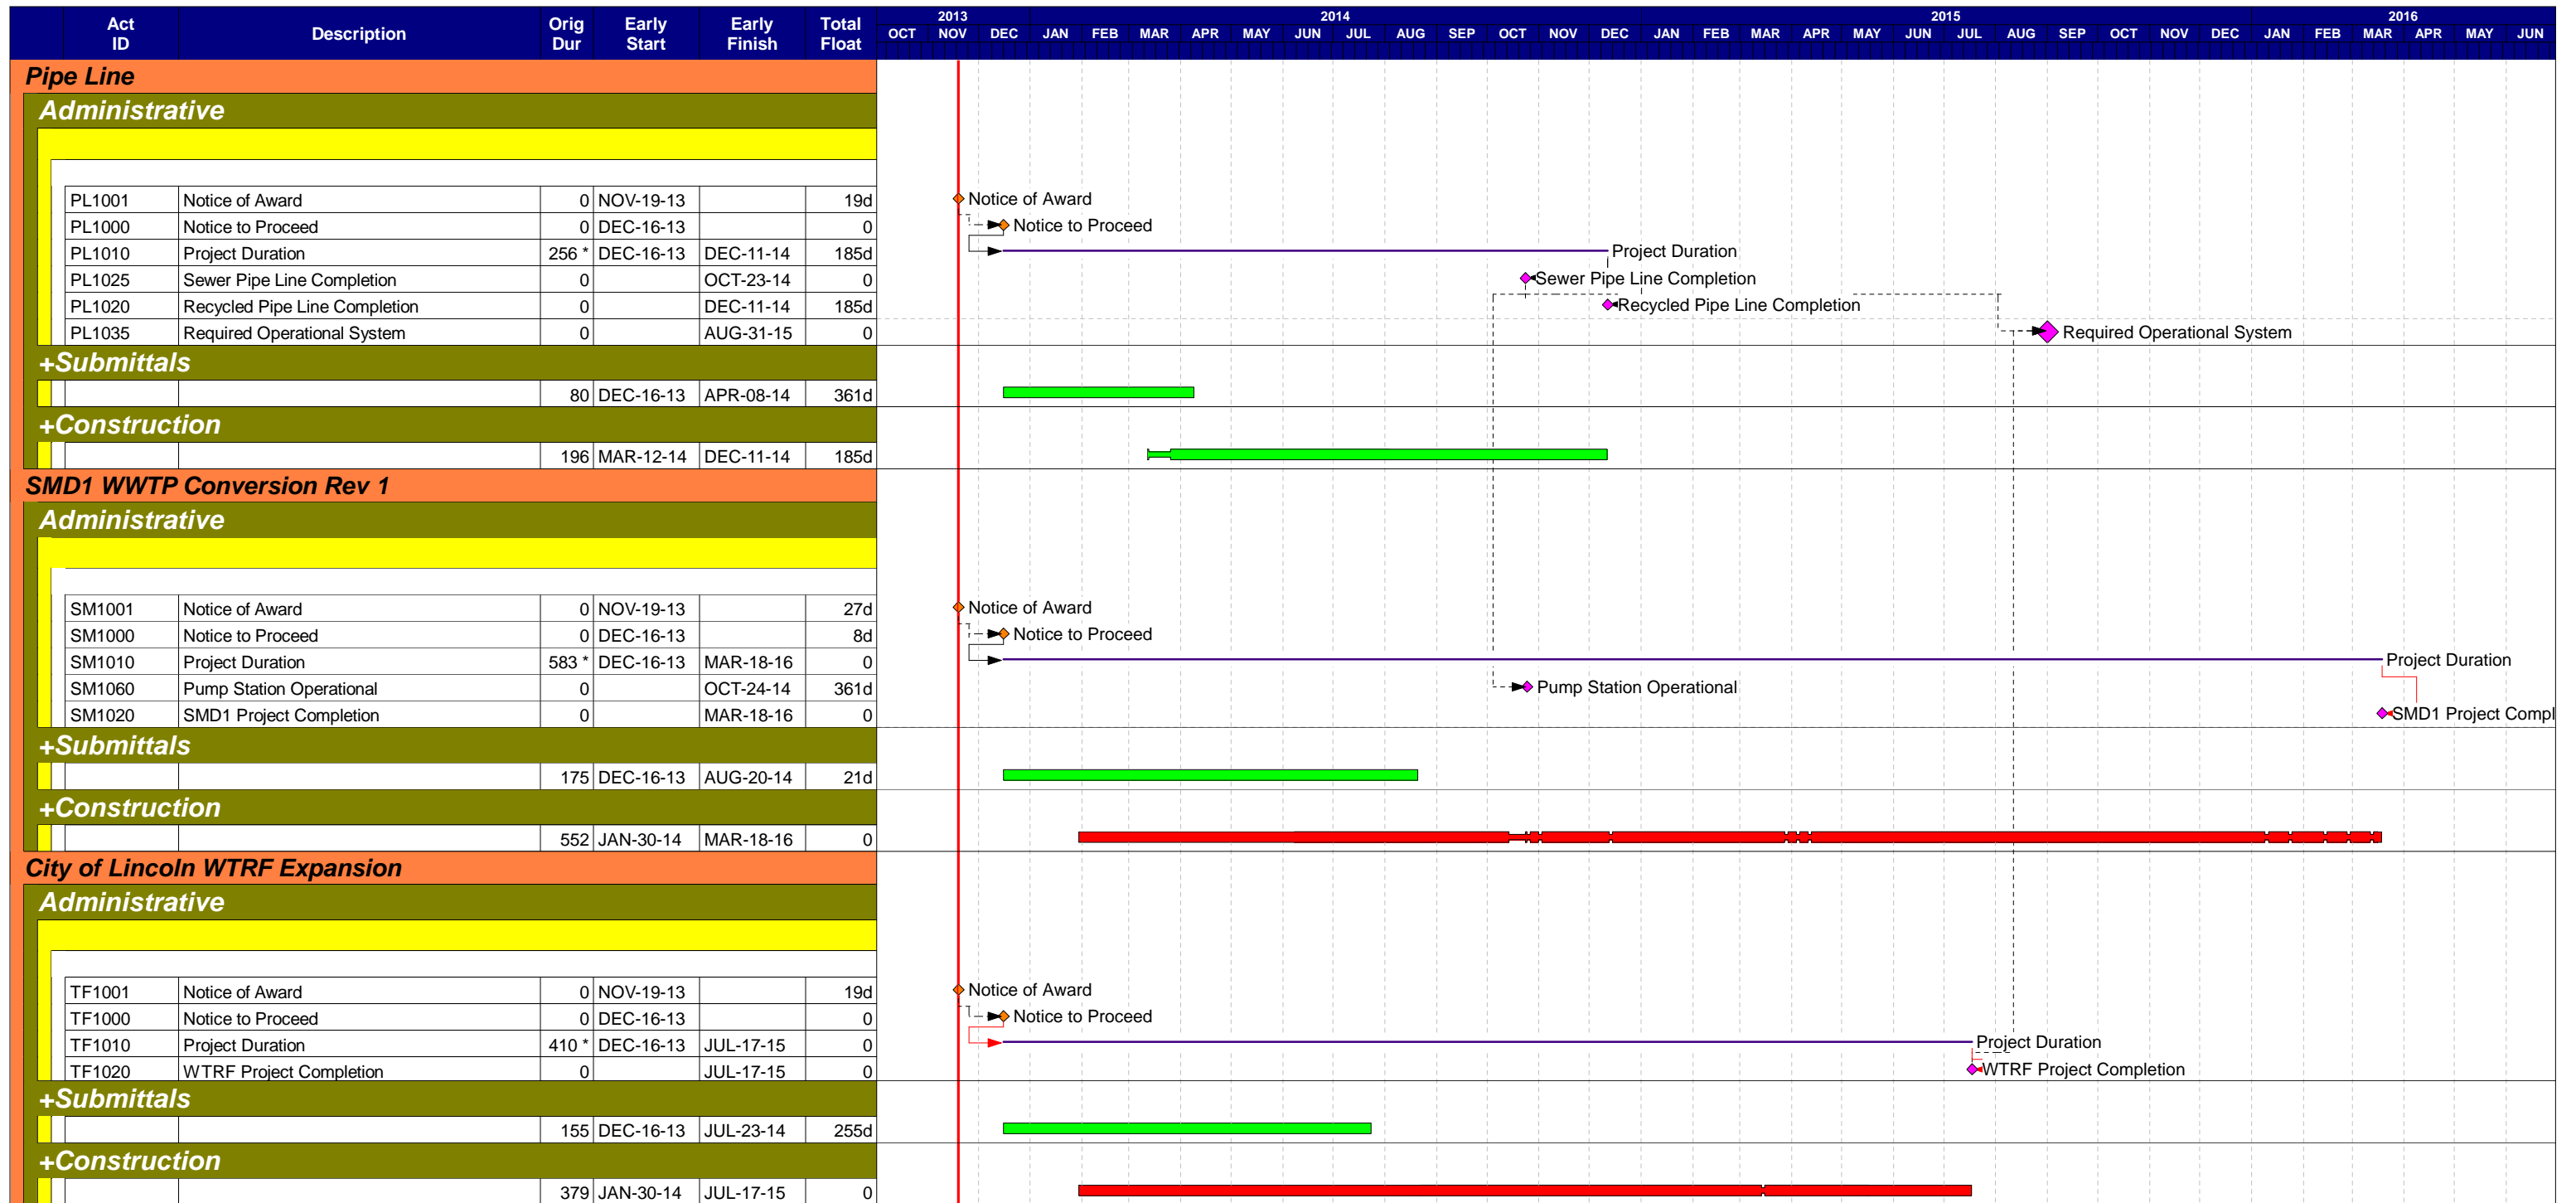 2013 2014 2015 2016
Act ID Description Orig Dur Early Start Early Finish Total Float OCT NOV DEC JAN FEB MAR APR MAY JUN JUL AUG SEP OCT NOV DEC JAN FEB MAR APR MAY JUN JUL AUG SEP OCT NOV DEC JAN FEB MAR APR MAY JUN
Pipe Line
Administrative
PL1001 Notice of Award 0 NOV-19-13 19d Notice of Award
PL1000 Notice to Proceed 0 DEC-16-13 0 Notice to Proceed
PL1010 Project Duration 256 * DEC-16-13 DEC-11-14 185d Project Duration
PL1025 Sewer Pipe Line Completion 0 OCT-23-14 0 Sewer Pipe Line Completion
PL1020 Recycled Pipe Line Completion 0 DEC-11-14 185d Recycled Pipe Line Completion
PL1035 Required Operational System 0 AUG-31-15 0 Required Operational System
+Submittals
80 DEC-16-13 APR-08-14 361d
+Construction
196 MAR-12-14 DEC-11-14 185d
SMD1 WWTP Conversion Rev 1
Administrative
SM1001 Notice of Award 0 NOV-19-13 27d Notice of Award
SM1000 Notice to Proceed 0 DEC-16-13 8d Notice to Proceed
SM1010 Project Duration 583 * DEC-16-13 MAR-18-16 0 Project Duration
SM1060 Pump Station Operational 0 OCT-24-14 361d Pump Station Operational
SM1020 SMD1 Project Completion 0 MAR-18-16 0 SMD1 Project Compl
+Submittals
175 DEC-16-13 AUG-20-14 21d
+Construction
552 JAN-30-14 MAR-18-16 0
City of Lincoln WTRF Expansion
Administrative
TF1001 Notice of Award 0 NOV-19-13 19d Notice of Award
TF1000 Notice to Proceed 0 DEC-16-13 0 Notice to Proceed
TF1010 Project Duration 410 * DEC-16-13 JUL-17-15 0 Project Duration
TF1020 WTRF Project Completion 0 JUL-17-15 0 WTRF Project Completion
+Submittals
155 DEC-16-13 JUL-23-14 255d
+Construction
379 JAN-30-14 JUL-17-15 0